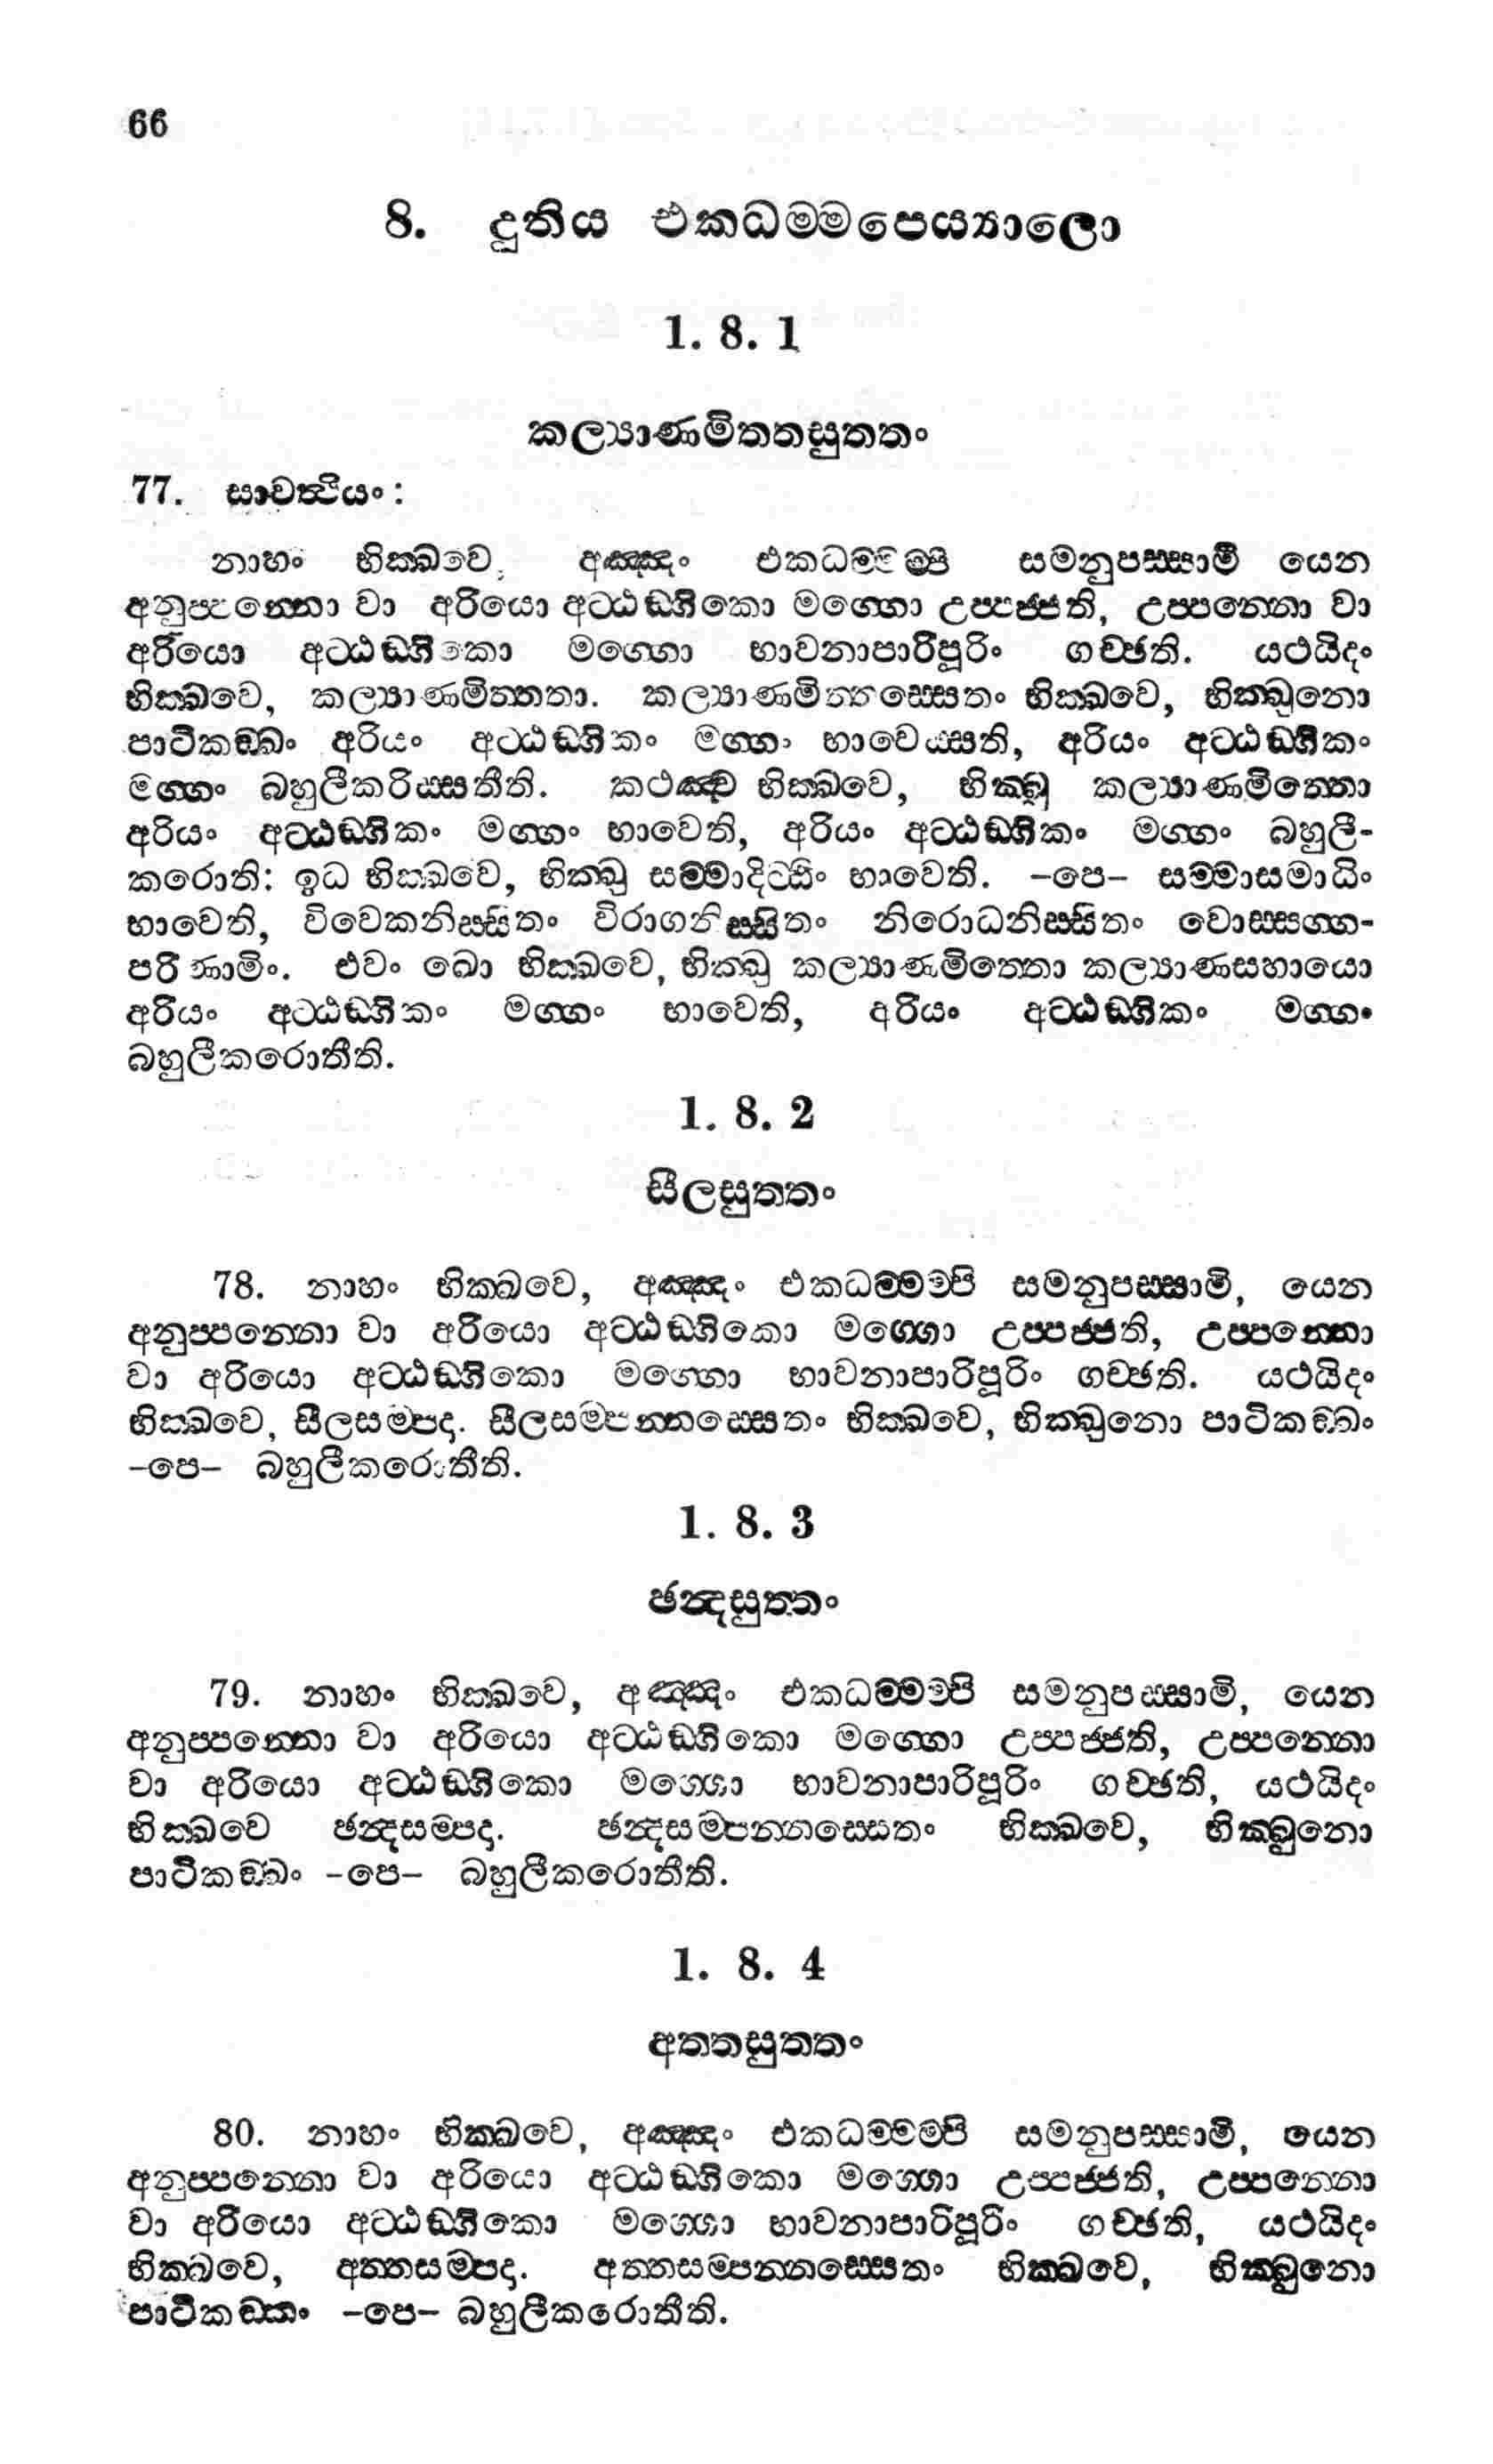 66
8. දුතිය එකධම්මපෙය්‍යාලො
1. 8. 1
කල්‍යාණමිත්තසුත්තං
77. සාවත්ථියං:
නාහං භික්ඛවෙ, අඤ්ඤං එකධම්මම්පි සමනුපස්සාමි යෙන
අනුප්පන්නො වා අරියො අට්ඨඞ්ගිකො මග්ගො උප්පජ්ජති, උප්පන්නො වා
අරියො අට්ඨඞ්ගිකො මග්ගො භාවනාපාරිපූරිං ගච්ඡති. යථයිදං
භික්ඛවෙ, කල්‍යාණමිත්තතා. කල්‍යාණමිත්තස්සෙතං භික්ඛවෙ, භික්ඛුනො
පාටිකඞ්ඛං අරියං අට්ඨඞ්ගිකං මග්ගං භාවෙස්සති, අරියං අට්ඨඞ්ගිකං
මග්ගං බහුලීකරිස්සතීති. කථඤ්ච භික්ඛවෙ, භික්ඛු කල්‍යාණමිත්තො
අරියං අට්ඨඞ්ගිකං මග්ගං භාවෙති, අරියං අට්ඨඞ්ගිකං මග්ගං බහුලී-
කරොති: ඉධ භික්ඛවෙ, භික්ඛු සම්මාදිට්ඨිං භාවෙති. -පෙ- සම්මාසමාධිං
භාවෙති, විවෙකනිස්සිතං විරාගනිස්සිතං නිරොධනිස්සිතං වොස්සග්ග-
පරිණාමිං. එවං ඛො භික්ඛවෙ, භික්ඛු කල්‍යාණමිත්තො කල්‍යාණසහායො
අරියං අට්ඨඞ්ගිකං මග්ගං භාවෙති, අරියං අට්ඨඞ්ගිකං මග්ගං
බහුලීකරොතීති.
1. 8. 2
සීලසුත්තං
78. නාහං භික්ඛවෙ, අඤ්ඤං එකධම්මම්පි සමනුපස්සාමි, යෙන
අනුප්පන්නො වා අරියො අට්ඨඞ්ගිකො මග්ගො උප්පජ්ජති, උප්පන්නො
වා අරියො අට්ඨඞ්ගිකො මග්ගො භාවනාපාරිපූරිං ගච්ඡති. යථයිදං
භික්ඛවෙ, සීලසම්පදා. සීලසම්පන්නස්සෙතං භික්ඛවෙ, භික්ඛුනො පාටිකඞ්ඛං
-පෙ- බහුලීකරොතීති.
1. 8. 3
ඡන්දසුත්තං
79. නාහං භික්ඛවෙ, අඤ්ඤං එකධම්මම්පි සමනුපස්සාමි, යෙන
අනුප්පන්නො වා අරියො අට්ඨඞ්ගිකො මග්ගො උප්පජ්ජති, උප්පන්නො
වා අරියො අට්ඨඞ්ගිකො මග්ගො භාවනාපාරිපූරිං ගච්ඡති, යථයිදං
භික්ඛවෙ ඡන්දසම්පදා. ඡන්දසම්පන්නස්සෙතං භික්ඛවෙ, භික්ඛුනො
පාටිකඞ්ඛං -පෙ- බහුලීකරොතීති.
1. 8. 4
අත්තසුත්තං
80. නාහං භික්ඛවෙ, අඤ්ඤං එකධම්මම්පි සමනුපස්සාමි, යෙන
අනුප්පන්නො වා අරියො අට්ඨඞ්ගිකො මග්ගො උප්පජ්ජති, උප්පන්නො
වා අරියො අට්ඨඞ්ගිකො මග්ගො භාවනාපාරිපූරිං ගච්ඡති, යථයිදං
භික්ඛවෙ, අත්තසම්පදා. අත්තසම්පන්නස්සෙතං භික්ඛවෙ, භික්ඛුනො
පාටිකඞ්කං -පෙ- බහුලීකරොතීති.